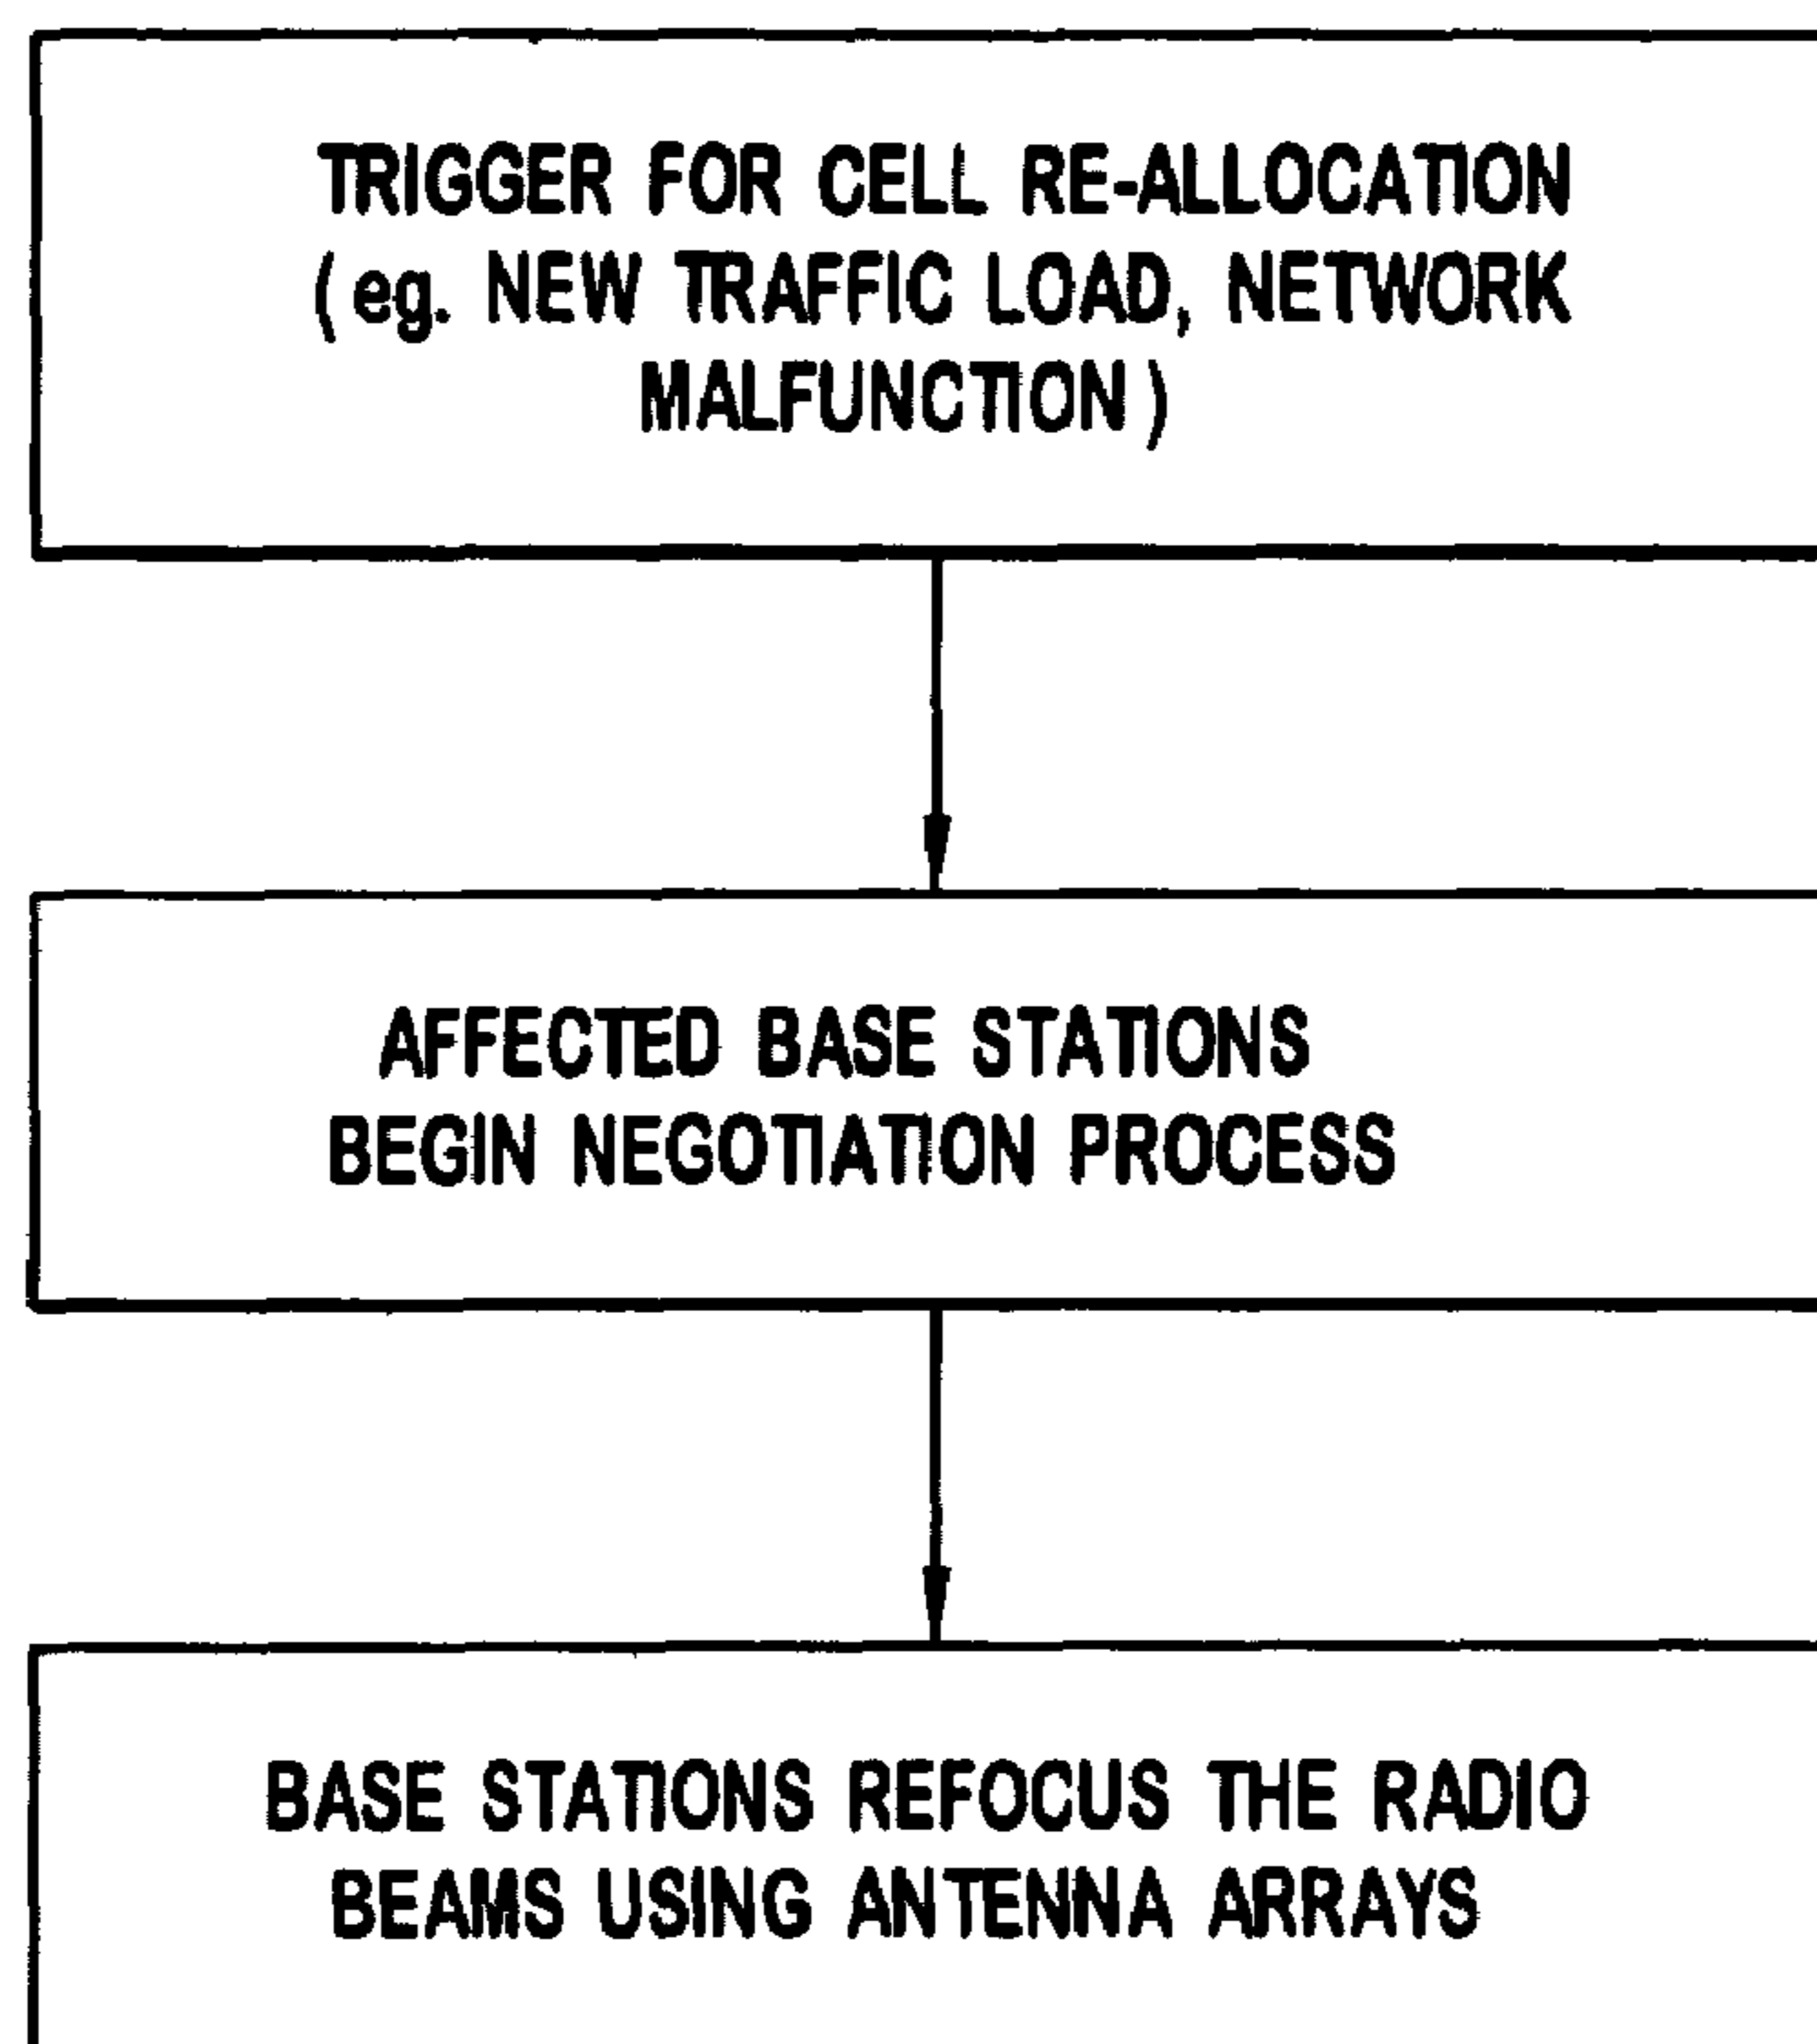 TRIGGER FOR CELL RE-ALLOCATION
(eg. NEW TRAFFIC LOAD, NETWORK
MALFUNCTION)
AFFECTED BASE STATIONS
BEGIN NEGOTIATION PROCESS
BASE STATIONS REFOCUS THE RADIO
BEAMS USING ANTENNA ARRAYS